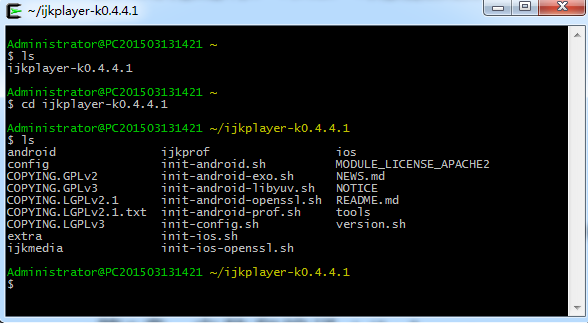 ~/ijkplayer-k0.4.4.1
Administrator@PC201503131421 ~
$ ls
ijkplayer-k0.4.4.1
Administrator@PC201503131421 ~
$ cd ijkplayer-k0.4.4.1
Administrator@PC201503131421 ~/ijkplayer-k0.4.4.1
$ ls
android ijkprof ios
config init-android.sh MODULE_LICENSE_APACHE2
COPYING.GPLv2 init-android-exo.sh NEWS.md
COPYING.GPLv3 init-android-libyuv.sh NOTICE
COPYING.LGPLv2.1 init-android-openssl.sh README.md
COPYING.LGPLv2.1.txt init-android-prof.sh tools
COPYING.LGPLv3 init-config.sh version.sh
extra init-ios.sh
ijkmedia init-ios-openssl.sh
Administrator@PC201503131421 ~/ijkplayer-k0.4.4.1
$